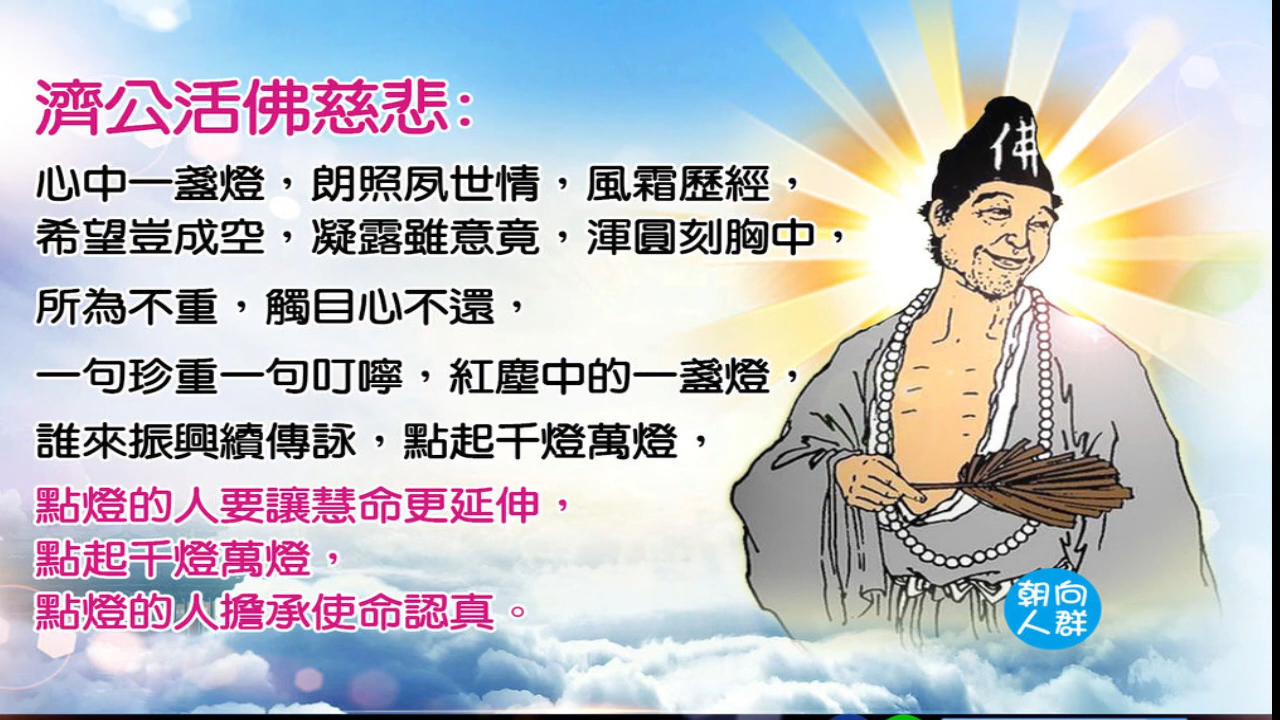 濟公活佛慈悲:
心中一盞燈，朗照夙世情，風霜歷經，
希望豈成空，凝露雖意竟，渾圓刻胸中，
所為不重，觸目心不還，
一句珍重一句叮嚀，紅塵中的一盞燈，
誰來振興續傳詠，點起千燈萬燈，
點燈的人要讓慧命更延伸，
點起千燈萬燈，
點燈的人擔承使命認真。
佛
朝向
人群